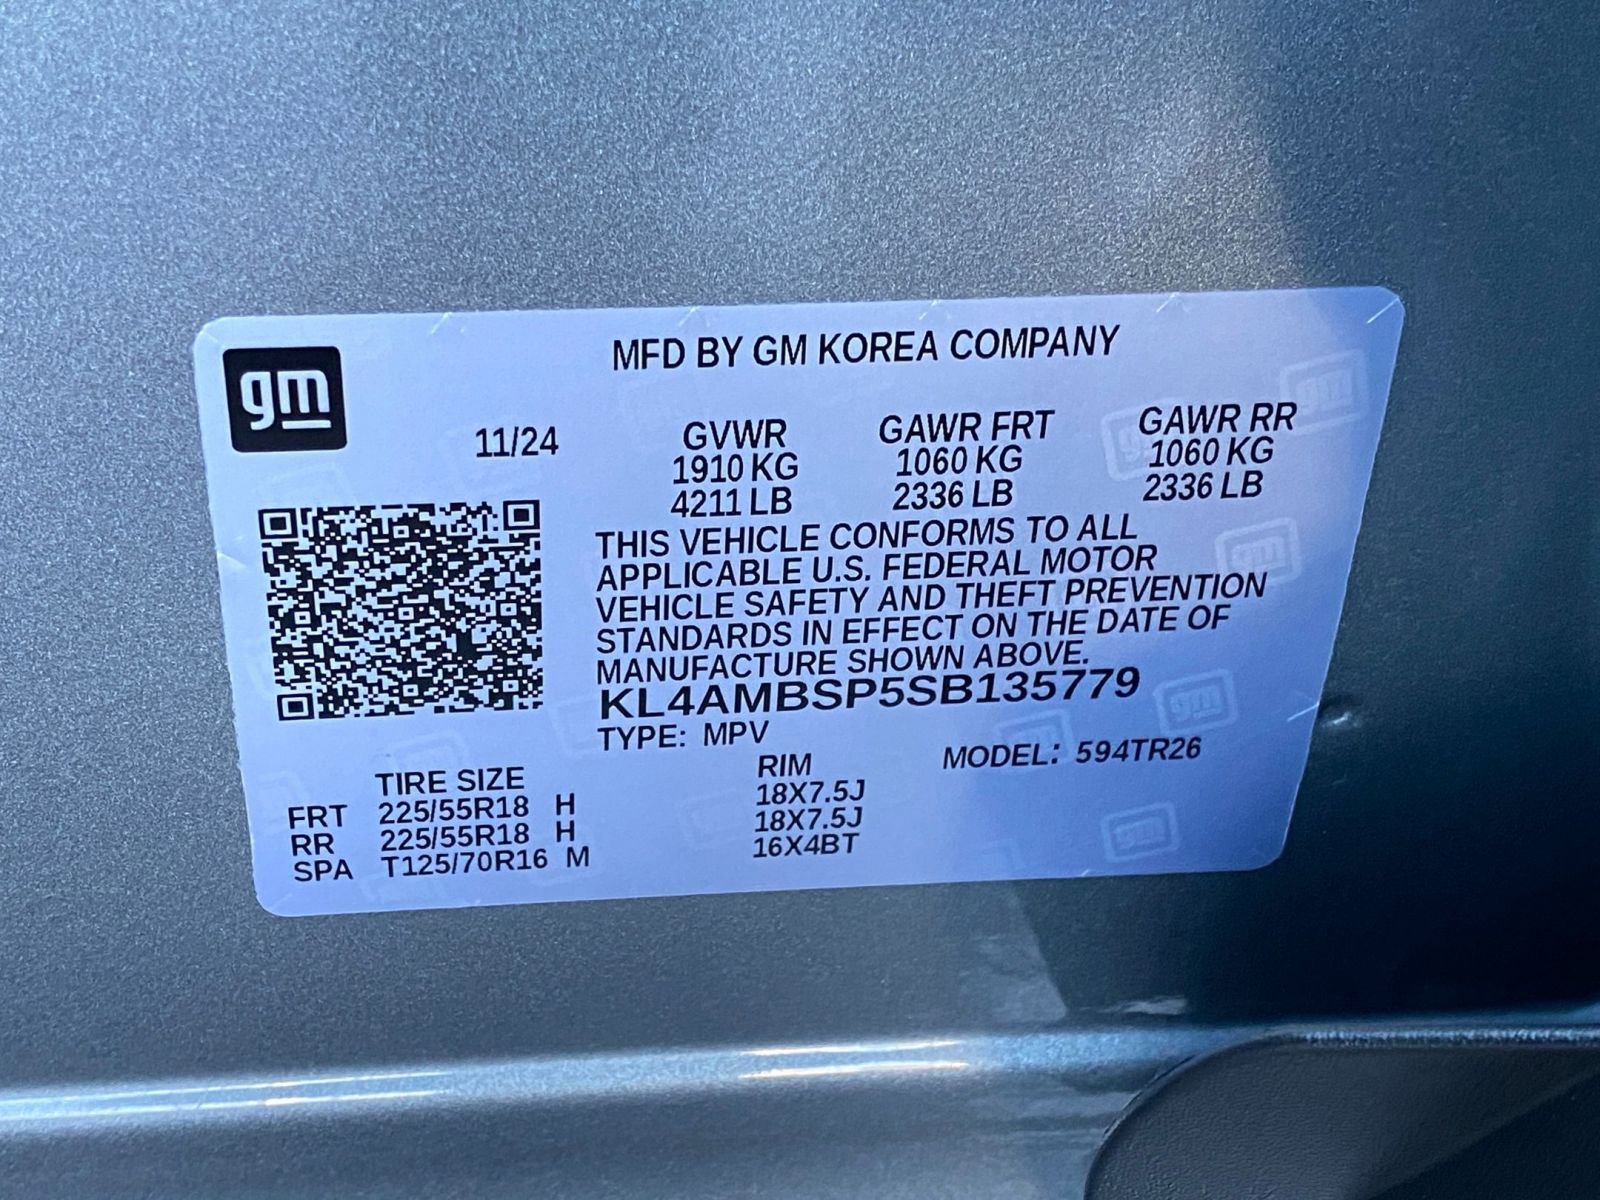 gm
MFD BY GM KOREA COMPANY
11/24 GVWR GAWR FRT GAWR RR
1910 KG 1060 KG 1060 KG
4211 LB 2336 LB 2336 LB
THIS VEHICLE CONFORMS TO ALL
APPLICABLE U.S. FEDERAL MOTOR
VEHICLE SAFETY AND THEFT PREVENTION
STANDARDS IN EFFECT ON THE DATE OF
MANUFACTURE SHOWN ABOVE.
KL4AMBSP5SB135779
TYPE: MPV MODEL: 594TR26
TIRE SIZE RIM
FRT 225/55R18 H 18X7.5J
RR 225/55R18 H 18X7.5J
SPA T125/70R16 M 16X4BT